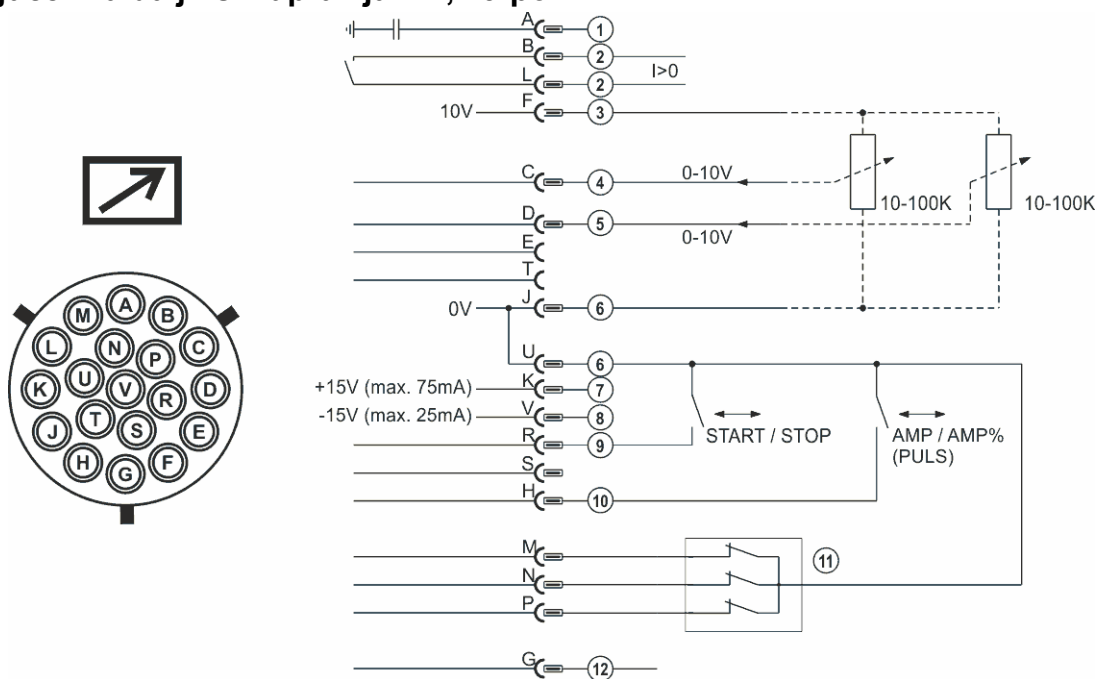 A 1
B 2
L 2 I>0
10V F 3
C 4 0-10V 10-100K 10-100K
D 5 0-10V
E
T
0V J 6
U 6
+15V (max. 75mA) K 7
-15V (max. 25mA) V 8
R 9 START / STOP AMP / AMP%
(PULS)
S
H 10
M 11
N
P
G 12
A
M B
L N P C
K U V R D
J T S E
H G F